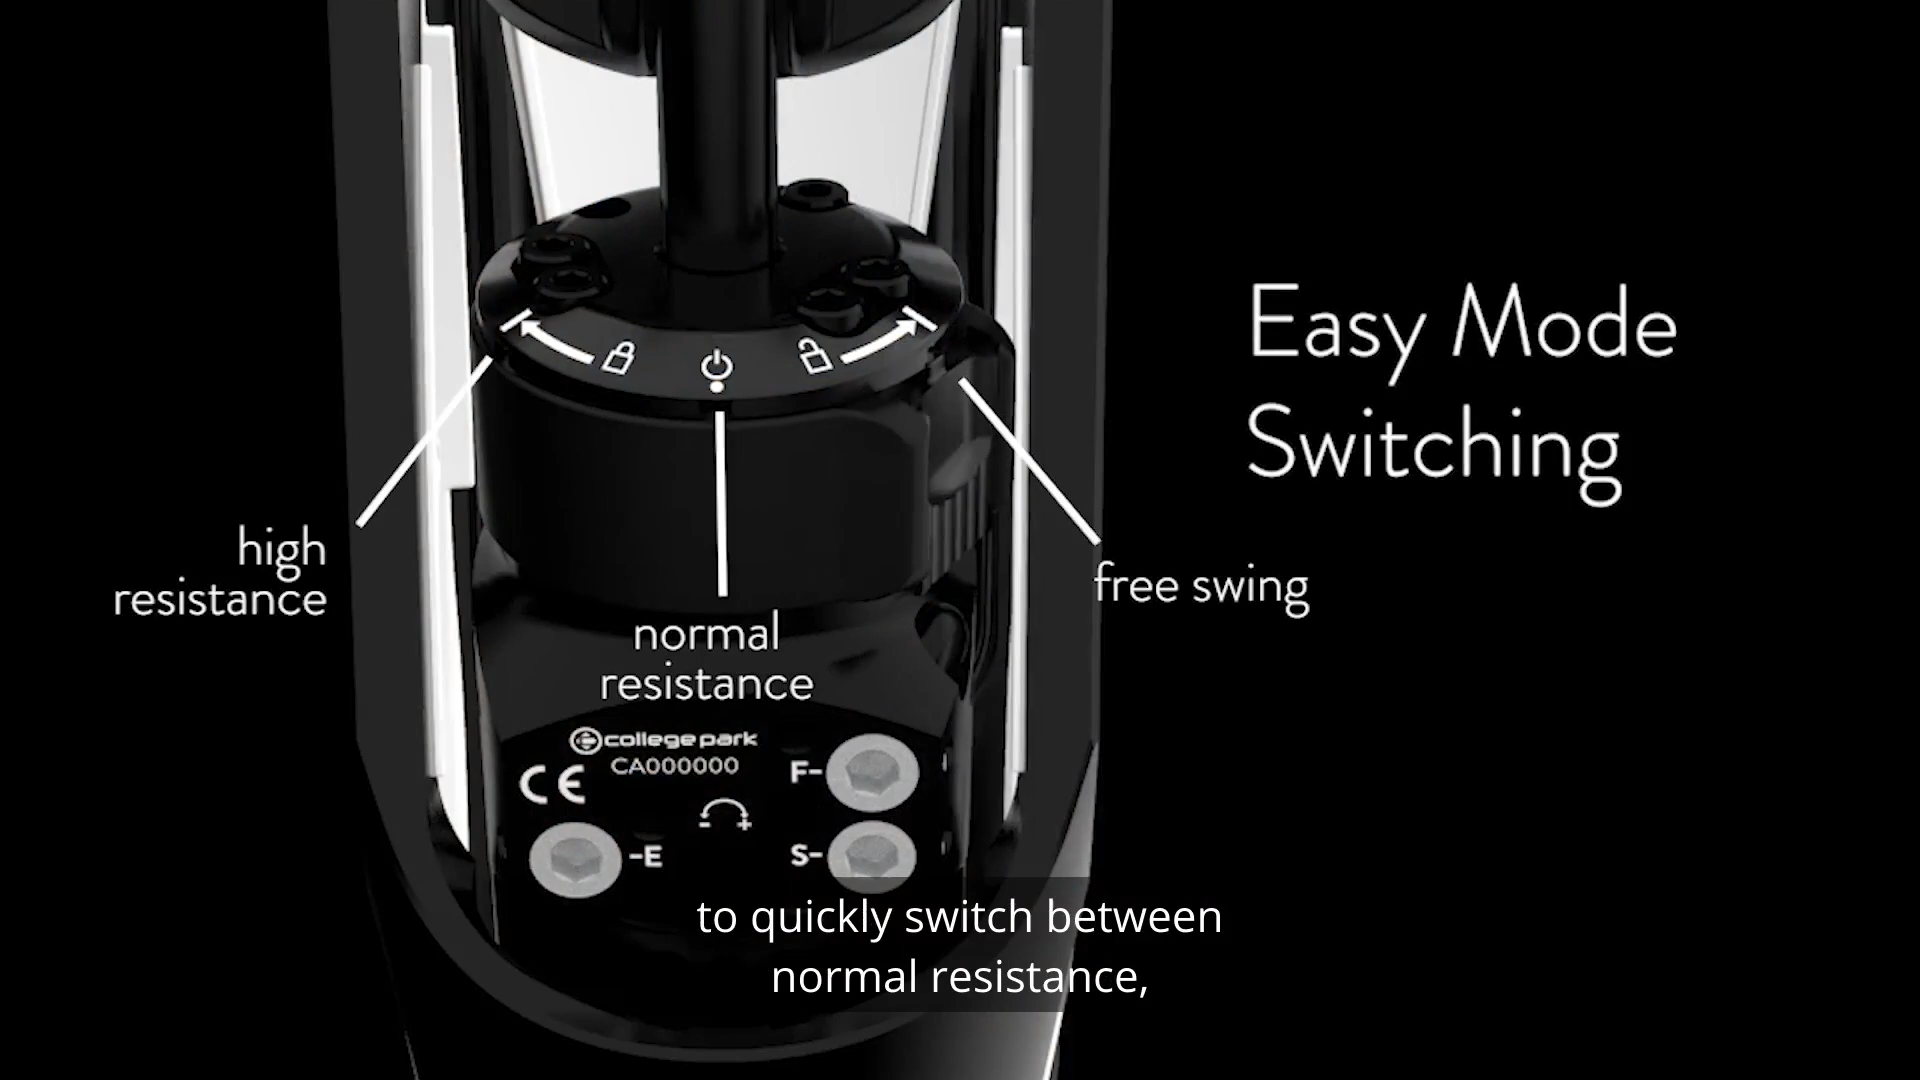 Easy Mode
Switching
high
resistance
normal
resistance
free swing
college park
CA000000
CE
F-
- +
-E
S-
to quickly switch between
normal resistance,